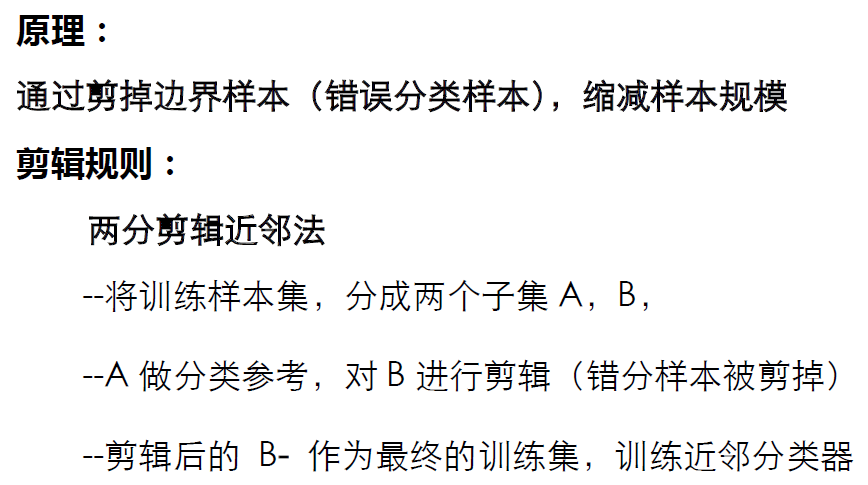 原理：
通过剪掉边界样本（错误分类样本），缩减样本规模
剪辑规则：
两分剪辑近邻法
--将训练样本集，分成两个子集 A，B，
--A 做分类参考，对 B 进行剪辑（错分样本被剪掉）
--剪辑后的 B- 作为最终的训练集，训练近邻分类器